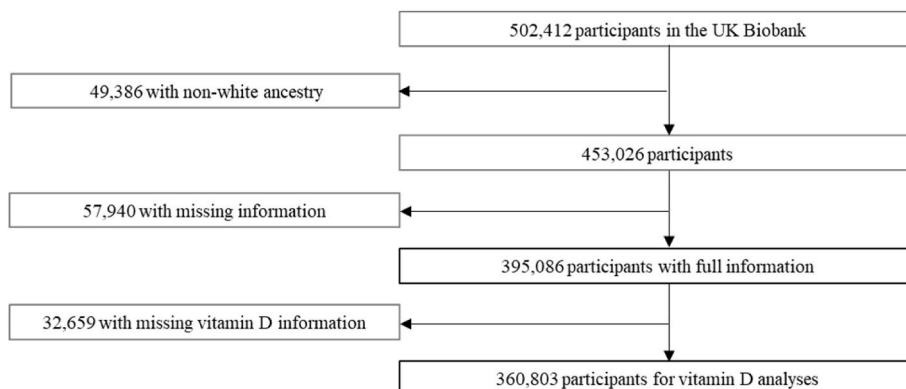 502,412 participants in the UK Biobank
49,386 with non-white ancestry
453,026 participants
57,940 with missing information
395,086 participants with full information
32,659 with missing vitamin D information
360,803 participants for vitamin D analyses